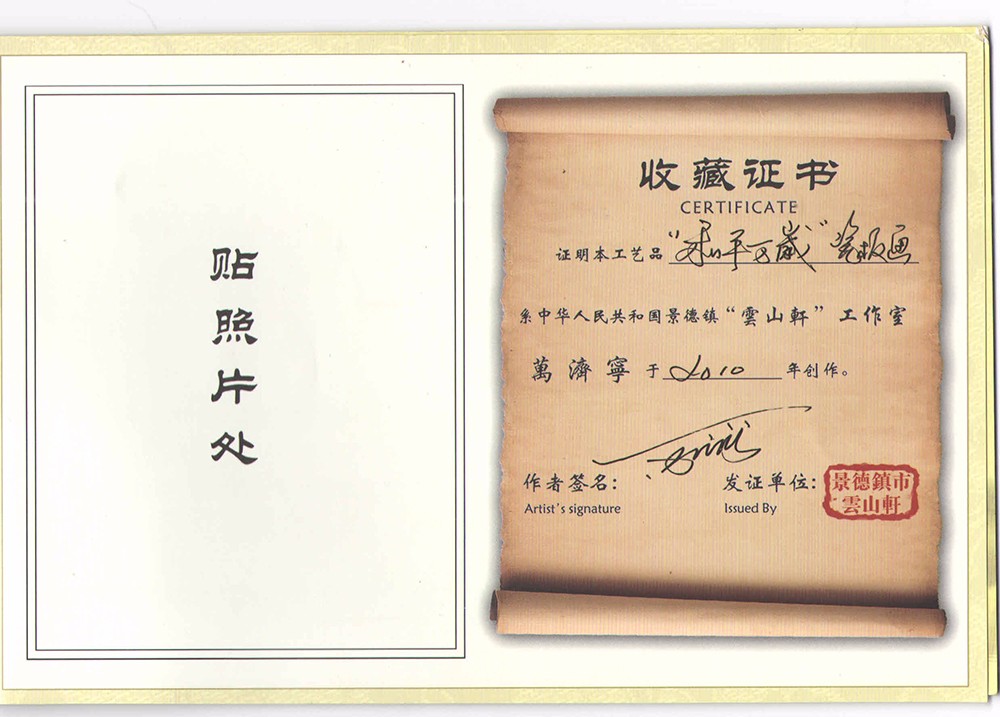 贴照片处
收藏证书
CERTIFICATE
证明本工艺品 “和平万岁” 瓷板画
系中华人民共和国景德镇“雲山軒”工作室
萬濟寧于 2010 年创作。
作者签名：
Artist's signature
发证单位：
Issued By
景德鎮市
雲山軒